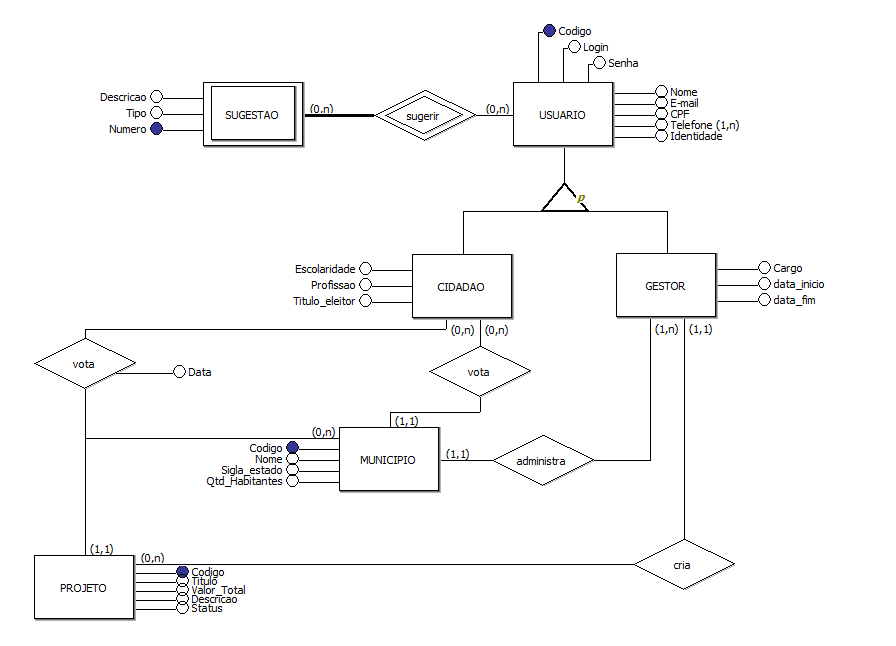 Codigo
Login
Senha
Descricao
Tipo
Numero
SUGESTAO
(0,n)
sugerir
(0,n)
USUARIO
Nome
E-mail
CPF
Telefone (1,n)
Identidade
p
Escolaridade
Profissao
Titulo_eleitor
CIDADAO
GESTOR
Cargo
data_inicio
data_fim
(0,n)
(0,n)
(1,n)
(1,1)
vota
Data
vota
(1,1)
(0,n)
Codigo
Nome
Sigla_estado
Qtd_Habitantes
MUNICIPIO
(1,1)
administra
(1,1)
(0,n)
PROJETO
Codigo
Titulo
Valor_Total
Descricao
Status
cria